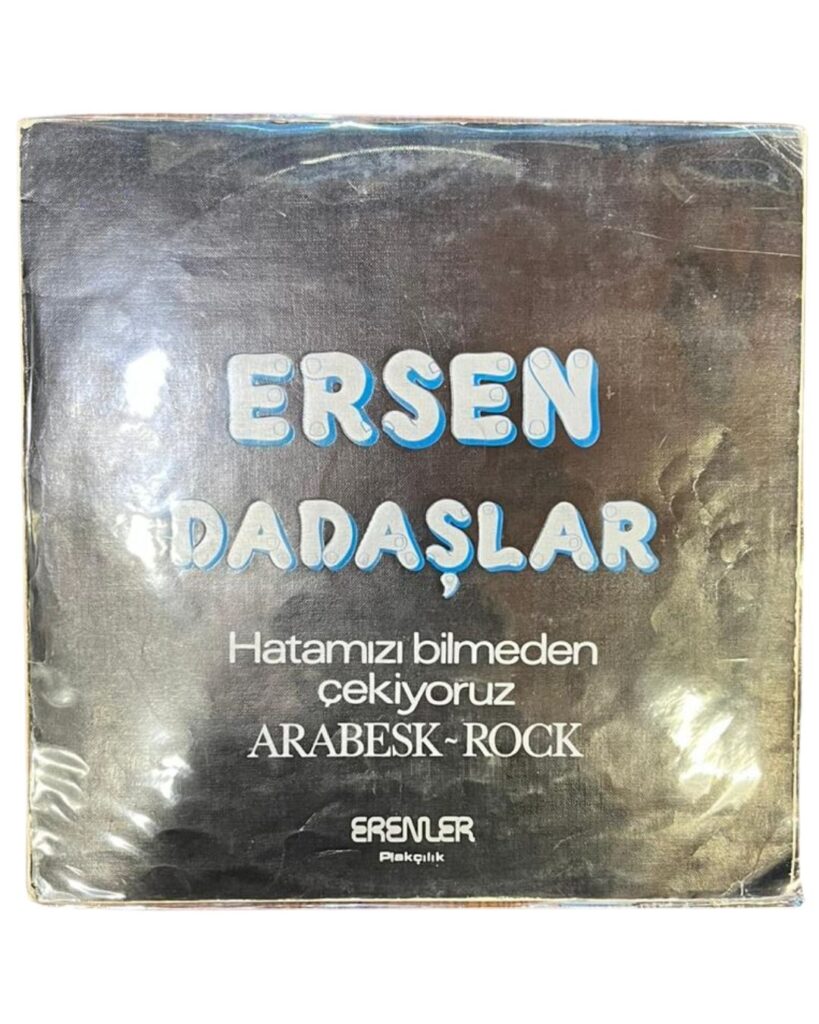 ERSEN
DADAŞLAR
Hatamızı bilmeden
çekiyoruz
ARABESK~ROCK
ERENLER
Plakçılık